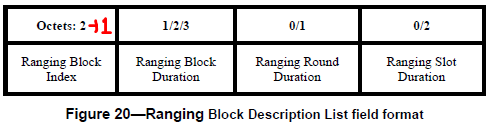 Octets: 2 +1
1/2/3
0/1
0/2
Ranging Block
Index
Ranging Block
Duration
Ranging Round
Duration
Ranging Slot
Duration
Figure 20—Ranging Block Description List field format